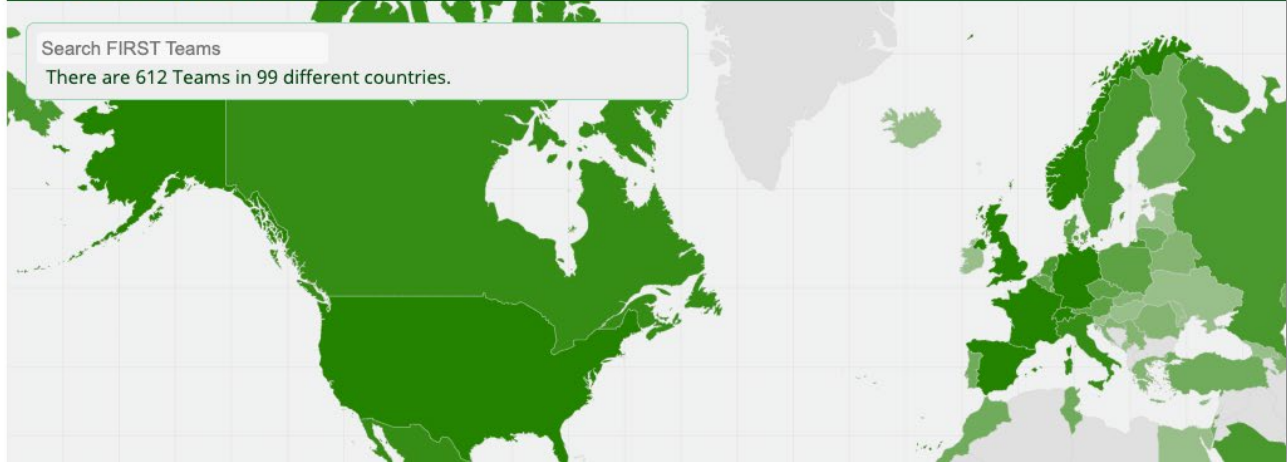 Search FIRST Teams
There are 612 Teams in 99 different countries.